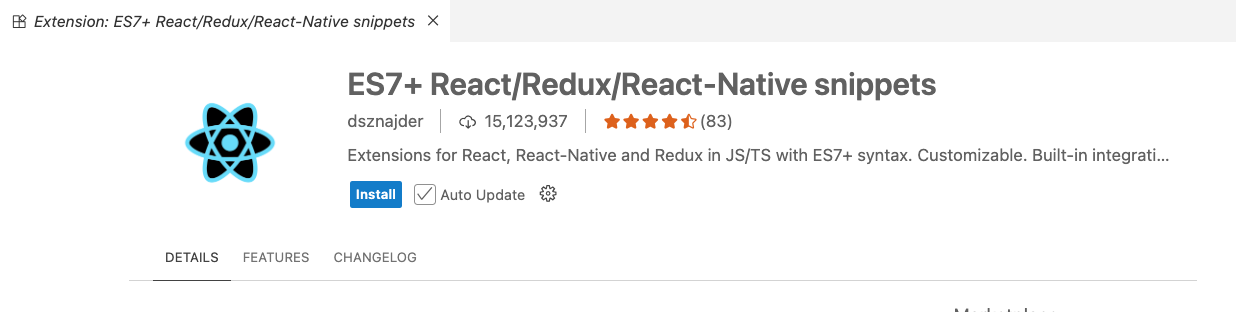 Extension: ES7+ React/Redux/React-Native snippets
ES7+ React/Redux/React-Native snippets
dsznajder 15,123,937 (83)
Extensions for React, React-Native and Redux in JS/TS with ES7+ syntax. Customizable. Built-in integrati...
Install Auto Update
DETAILS FEATURES CHANGELOG
Marketplace